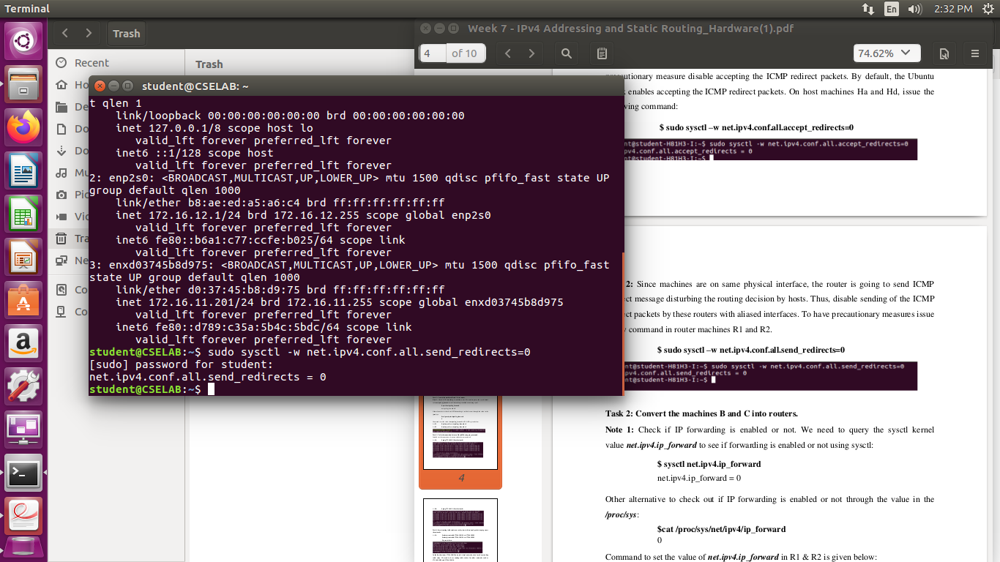 Terminal
En
2:32 PM
Trash
Recent
Trash
Week 7 - IPv4 Addressing and Static Routing_Hardware(1).pdf
4
of 10
74.62%
student@CSELAB: ~
t qlen 1
link/loopback 00:00:00:00:00:00 brd 00:00:00:00:00:00
inet 127.0.0.1/8 scope host lo
valid_lft forever preferred_lft forever
inet6 ::1/128 scope host
valid_lft forever preferred_lft forever
2: enp2s0: <BROADCAST,MULTICAST,UP,LOWER_UP> mtu 1500 qdisc pfifo_fast state UP
group default qlen 1000
link/ether b8:ae:ed:a5:a6:c4 brd ff:ff:ff:ff:ff:ff
inet 172.16.12.1/24 brd 172.16.12.255 scope global enp2s0
valid_lft forever preferred_lft forever
inet6 fe80::b6a1:c77:ccfe:b025/64 scope link
valid_lft forever preferred_lft forever
3: enxd03745b8d975: <BROADCAST,MULTICAST,UP,LOWER_UP> mtu 1500 qdisc pfifo_fast
state UP group default qlen 1000
link/ether d0:37:45:b8:d9:75 brd ff:ff:ff:ff:ff:ff
inet 172.16.11.201/24 brd 172.16.11.255 scope global enxd03745b8d975
valid_lft forever preferred_lft forever
inet6 fe80::d789:c35a:5b4c:5bdc/64 scope link
valid_lft forever preferred_lft forever
student@CSELAB:~$ sudo sysctl -w net.ipv4.conf.all.send_redirects=0
[sudo] password for student:
net.ipv4.conf.all.send_redirects = 0
student@CSELAB:~$
Ho
De
Do
Do
Mu
Pic
Vid
Tra
Ne
Co
Co
cautionary measure disable accepting the ICMP redirect packets. By default, the Ubuntu
enables accepting the ICMP redirect packets. On host machines Ha and Hd, issue the
ving command:
$ sudo sysctl –w net.ipv4.conf.all.accept_redirects=0
nt@student-H81H3-I:~$ sudo sysctl -w net.ipv4.conf.all.accept_redirects=0
pv4.conf.all.accept_redirects = 0
nt@student-H81H3-I:~$
2: Since machines are on same physical interface, the router is going to send ICMP
ct message disturbing the routing decision by hosts. Thus, disable sending of the ICMP
ct packets by these routers with aliased interfaces. To have precautionary measures issue
command in router machines R1 and R2.
$ sudo sysctl –w net.ipv4.conf.all.send_redirects=0
nt@student-H81H3-I:~$ sudo sysctl -w net.ipv4.conf.all.send_redirects=0
pv4.conf.all.send_redirects = 0
nt@student-H81H3-I:~$
Task 2: Convert the machines B and C into routers.
Note 1: Check if IP forwarding is enabled or not. We need to query the sysctl kernel
value net.ipv4.ip_forward to see if forwarding is enabled or not using sysctl:
$ sysctl net.ipv4.ip_forward
net.ipv4.ip_forward = 0
Other alternative to check out if IP forwarding is enabled or not through the value in the
/proc/sys:
$cat /proc/sys/net/ipv4/ip_forward
0
Command to set the value of net.ipv4.ip_forward in R1 & R2 is given below:
4